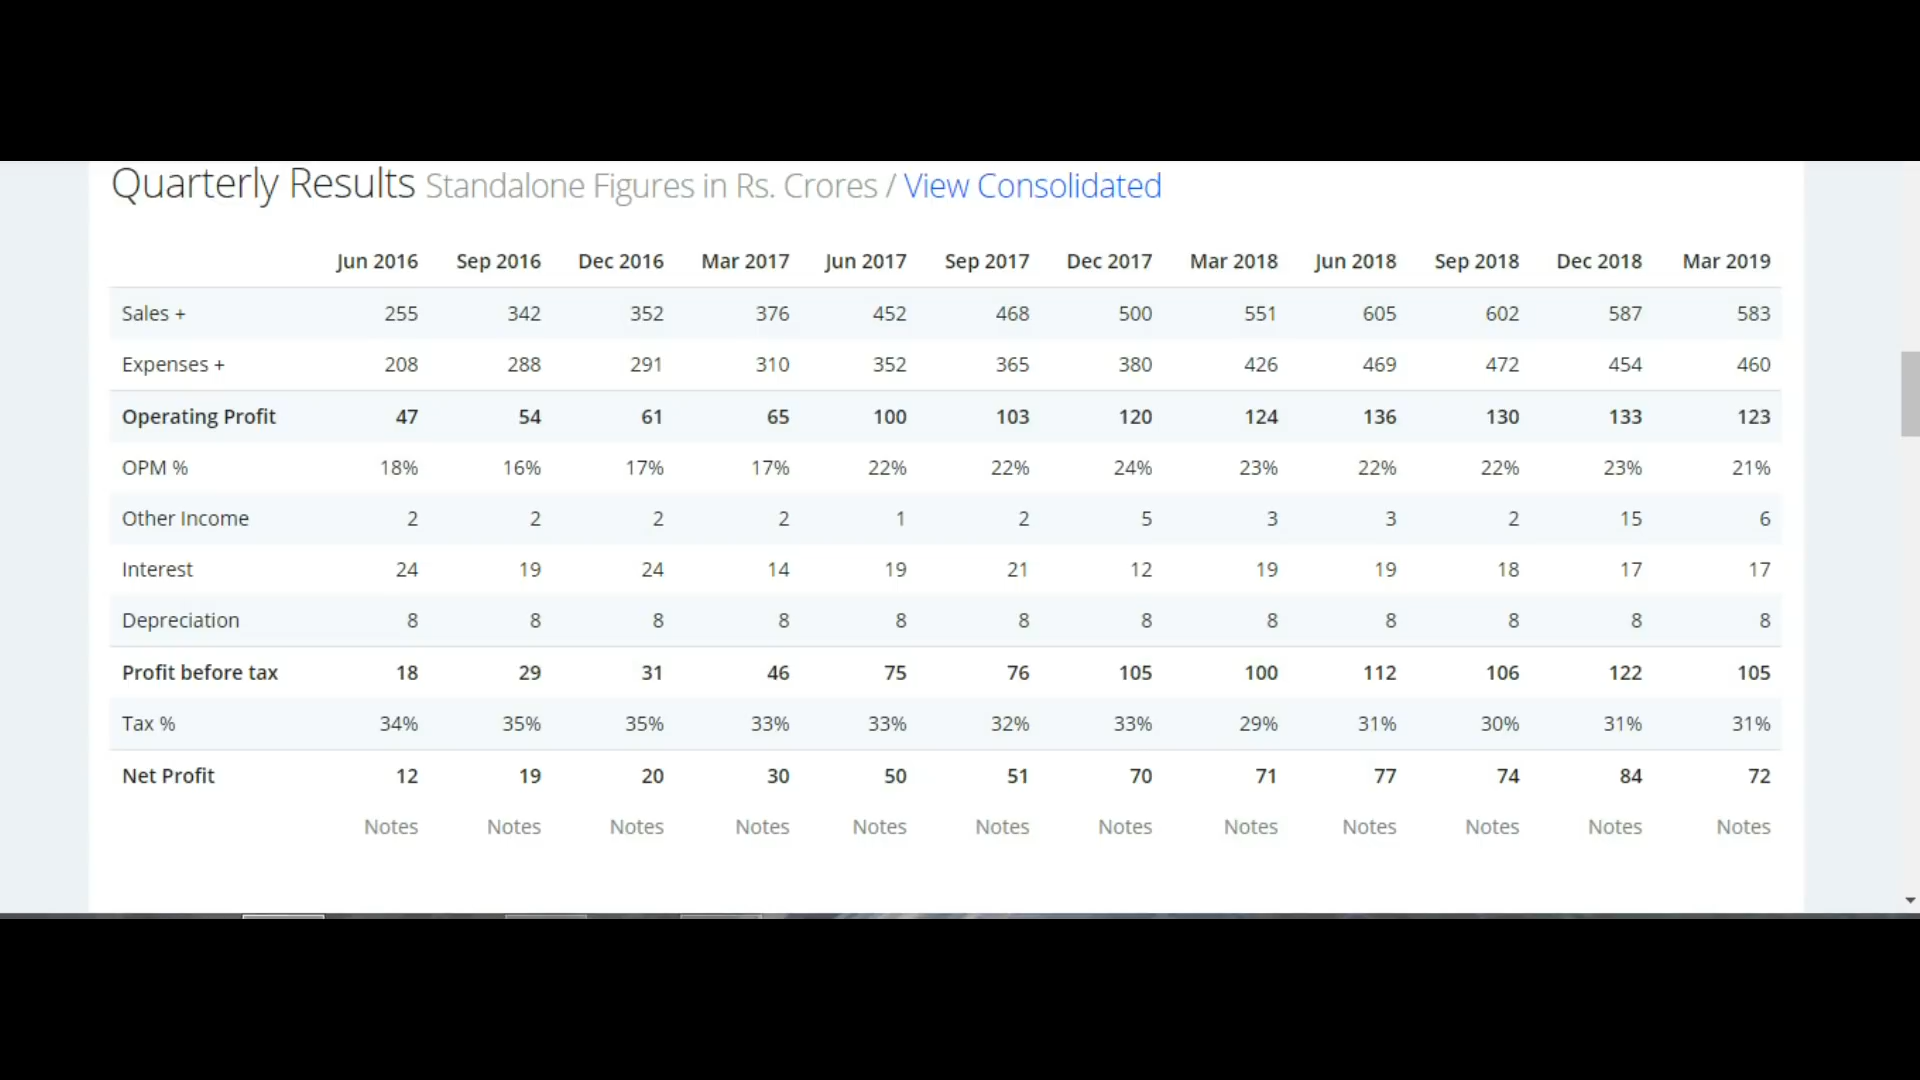 Quarterly Results Standalone Figures in Rs. Crores / View Consolidated
Jun 2016 Sep 2016 Dec 2016 Mar 2017 Jun 2017 Sep 2017 Dec 2017 Mar 2018 Jun 2018 Sep 2018 Dec 2018 Mar 2019
Sales + 255 342 352 376 452 468 500 551 605 602 587 583
Expenses + 208 288 291 310 352 365 380 426 469 472 454 460
Operating Profit 47 54 61 65 100 103 120 124 136 130 133 123
OPM % 18% 16% 17% 17% 22% 22% 24% 23% 22% 22% 23% 21%
Other Income 2 2 2 2 1 2 5 3 3 2 15 6
Interest 24 19 24 14 19 21 12 19 19 18 17 17
Depreciation 8 8 8 8 8 8 8 8 8 8 8 8
Profit before tax 18 29 31 46 75 76 105 100 112 106 122 105
Tax % 34% 35% 35% 33% 33% 32% 33% 29% 31% 30% 31% 31%
Net Profit 12 19 20 30 50 51 70 71 77 74 84 72
Notes Notes Notes Notes Notes Notes Notes Notes Notes Notes Notes Notes